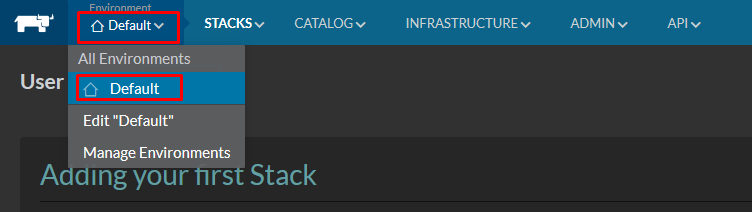 Environment
Default STACKS CATALOG INFRASTRUCTURE ADMIN API
All Environments
User
Default
Edit "Default"
Manage Environments
Adding your first Stack